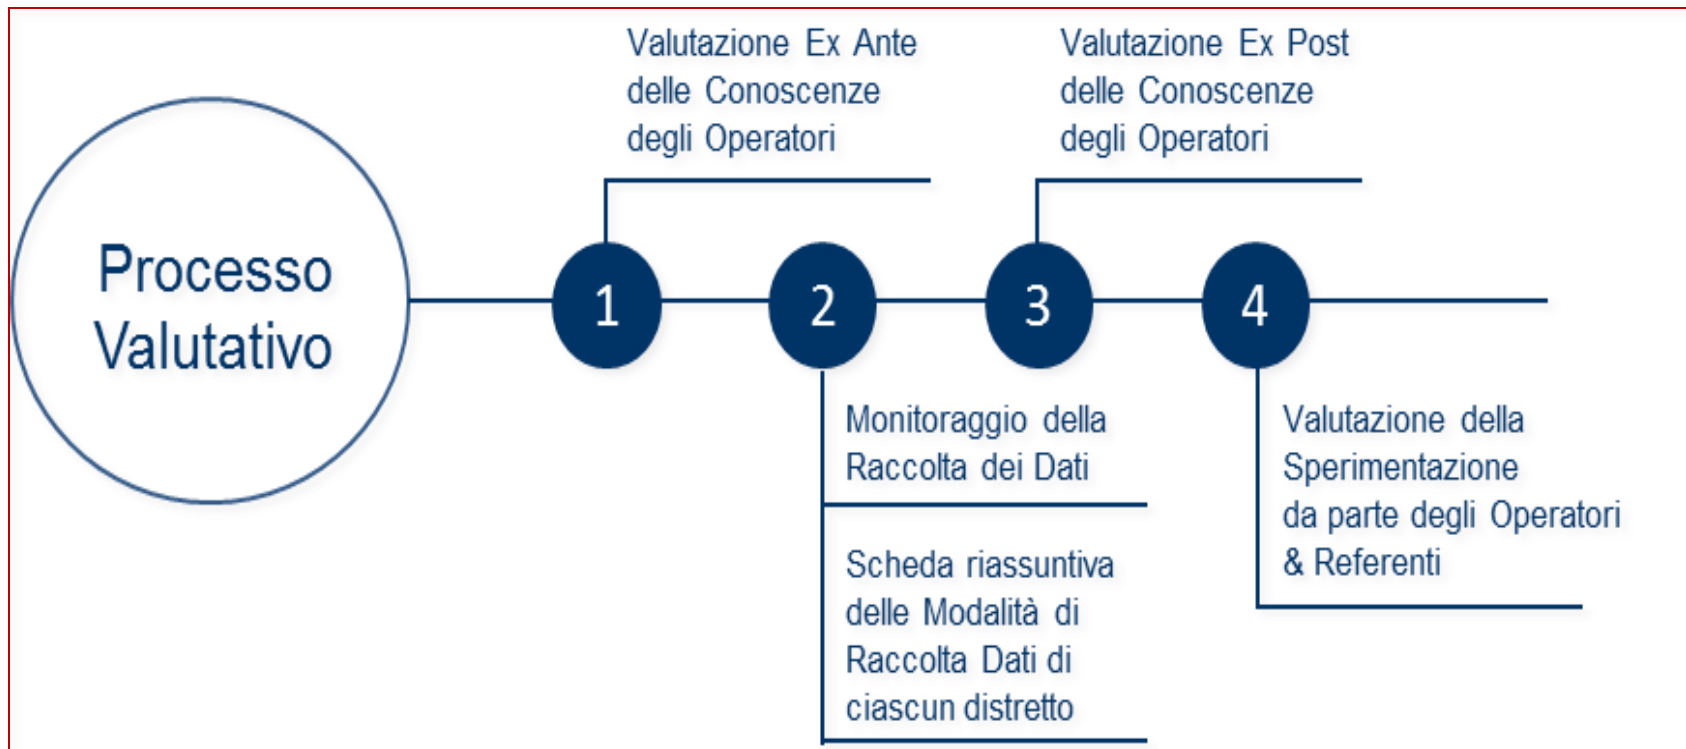 Processo
Valutativo
1
Valutazione Ex Ante
delle Conoscenze
degli Operatori
2
Monitoraggio della
Raccolta dei Dati
Scheda riassuntiva
delle Modalità di
Raccolta Dati di
ciascun distretto
3
Valutazione Ex Post
delle Conoscenze
degli Operatori
4
Valutazione della
Sperimentazione
da parte degli Operatori
& Referenti